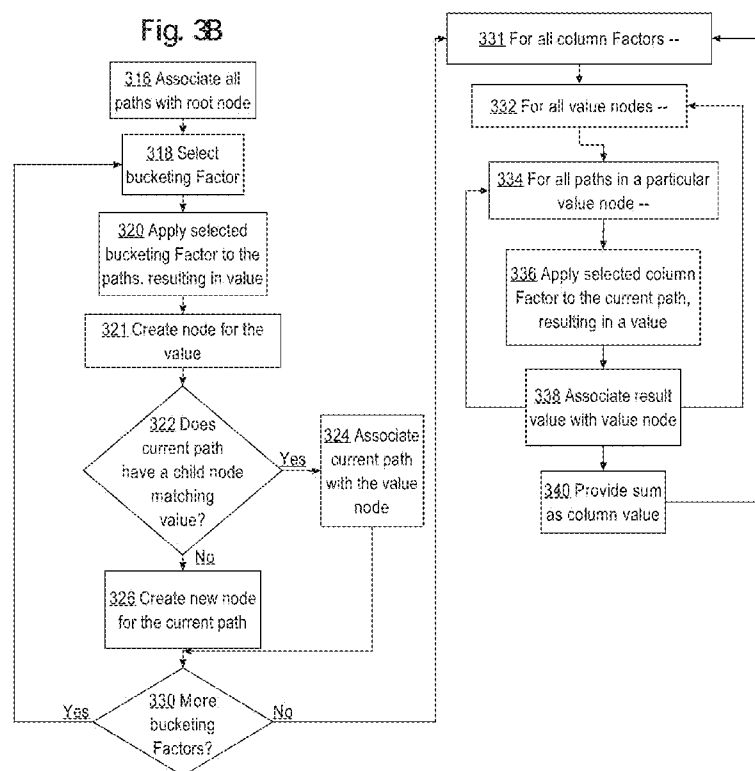 Fig. 3B
316 Associate all
paths with root node
318 Select
bucketing Factor
320 Apply selected
bucketing Factor to the
paths, resulting in value
321 Create node for the
value
322 Does
current path
have a child node
matching
value?
Yes
324 Associate
current path
with the value
node
No
326 Create new node
for the current path
330 More
bucketing
Factors?
Yes
No
331 For all column Factors --
332 For all value nodes --
334 For all paths in a particular
value node --
336 Apply selected column
Factor to the current path,
resulting in a value
338 Associate result
value with value node
340 Provide sum
as column value